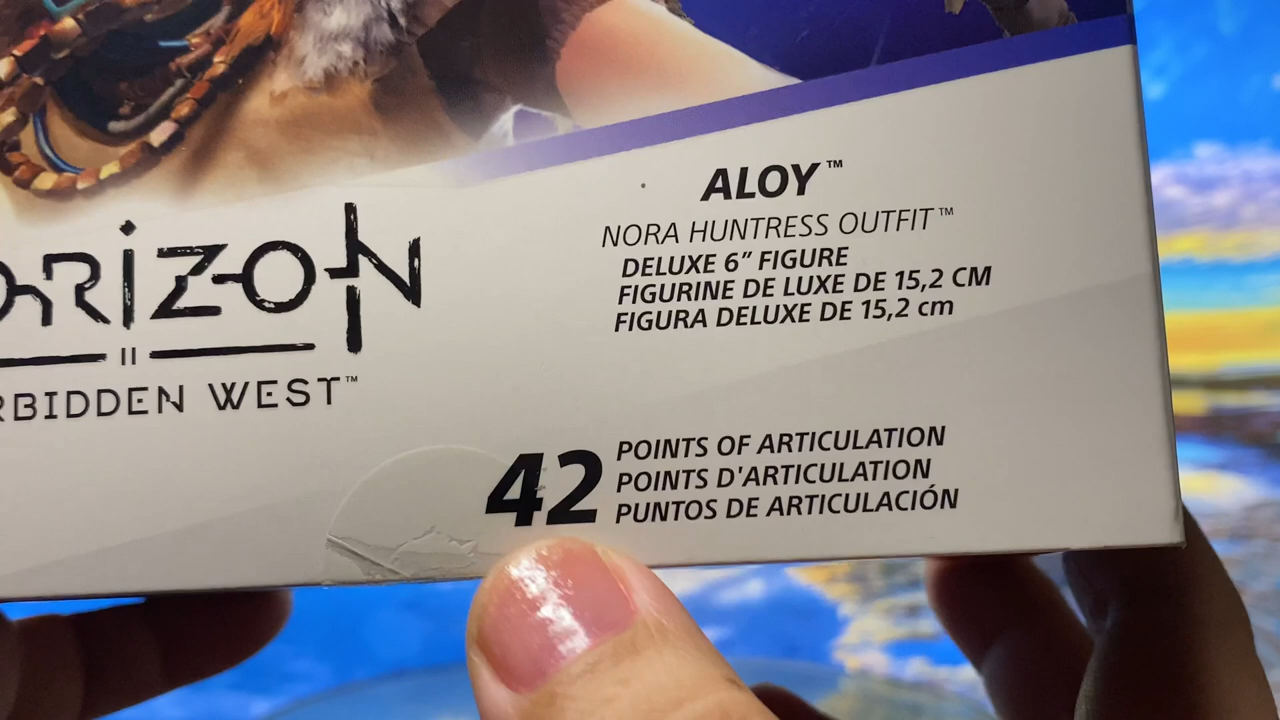 ORIZON
II
RBIDDEN WEST™
ALOY™
NORA HUNTRESS OUTFIT™
DELUXE 6" FIGURE
FIGURINE DE LUXE DE 15,2 CM
FIGURA DELUXE DE 15,2 cm
42 POINTS OF ARTICULATION
POINTS D'ARTICULATION
PUNTOS DE ARTICULACIÓN